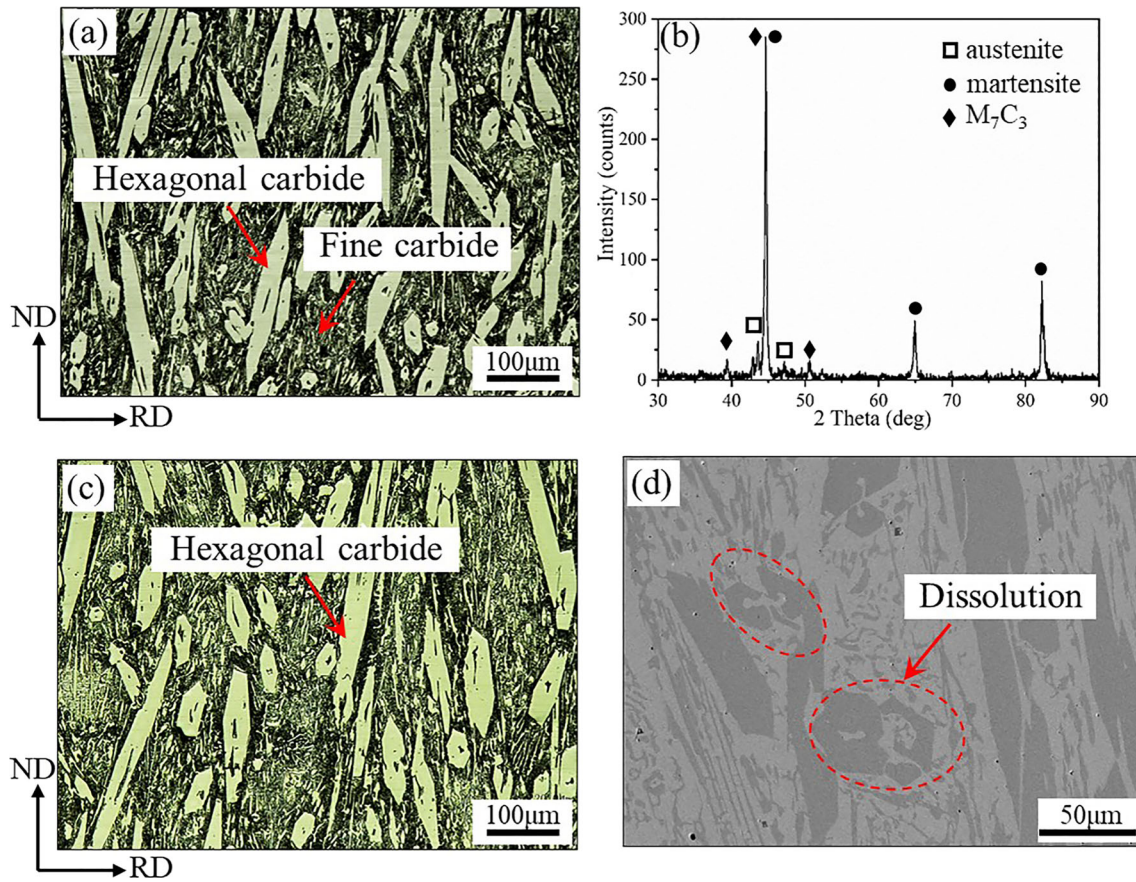 (a)
Hexagonal carbide
Fine carbide
100μm
ND
RD
(b)
□ austenite
● martensite
♦ M₇C₃
300
250
200
150
100
50
0
Intensity (counts)
30 40 50 60 70 80 90
2 Theta (deg)
(c)
Hexagonal carbide
100μm
ND
RD
(d)
Dissolution
50μm